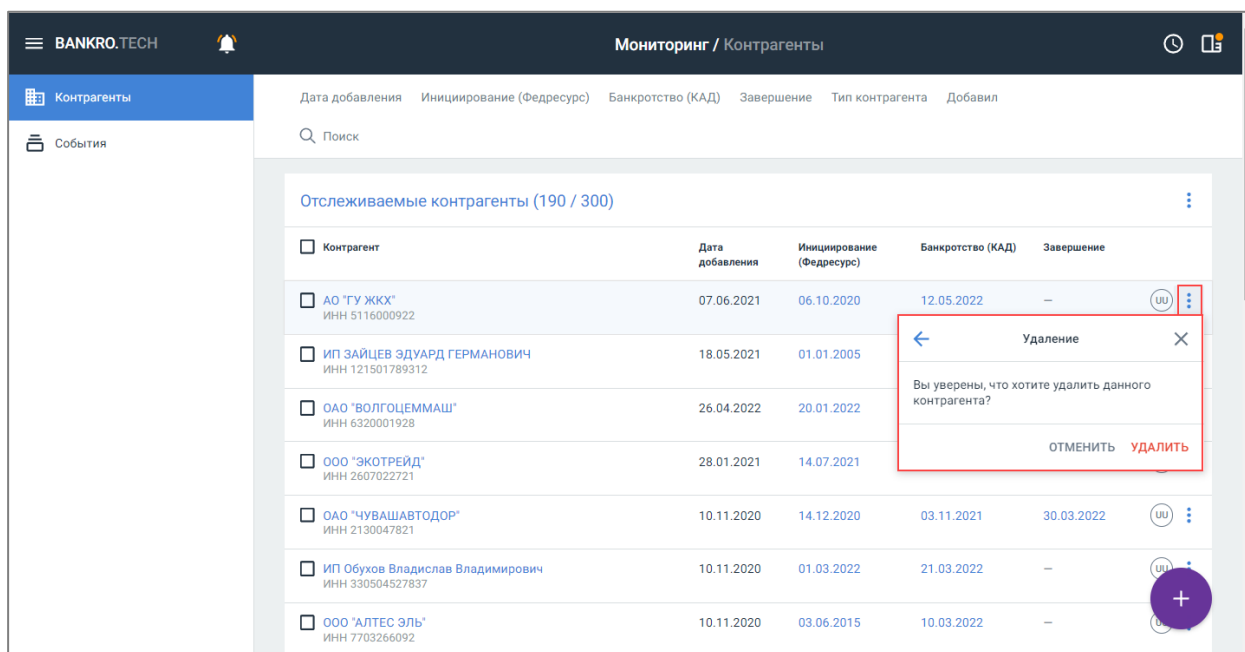 BANKRO.TECH
Мониторинг / Контрагенты
Контрагенты
События
Дата добавления Инициирование (Федресурс) Банкротство (КАД) Завершение Тип контрагента Добавил
Поиск
Отслеживаемые контрагенты (190 / 300)
Контрагент Дата добавления Инициирование (Федресурс) Банкротство (КАД) Завершение
АО "ГУ ЖКХ" 07.06.2021 06.10.2020 12.05.2022 – UU
ИНН 5116000922
ИП ЗАЙЦЕВ ЭДУАРД ГЕРМАНОВИЧ 18.05.2021 01.01.2005
ИНН 121501789312
ОАО "ВОЛГОЦЕММАШ" 26.04.2022 20.01.2022
ИНН 6320001928
ООО "ЭКОТРЕЙД" 28.01.2021 14.07.2021
ИНН 2607022721
Удаление
Вы уверены, что хотите удалить данного
контрагента?
ОТМЕНИТЬ УДАЛИТЬ
ОАО "ЧУВАШАВТОДОР" 10.11.2020 14.12.2020 03.11.2021 30.03.2022 UU
ИНН 2130047821
ИП Обухов Владислав Владимирович 10.11.2020 01.03.2022 21.03.2022 – UU
ИНН 330504527837
ООО "АЛТЕС ЭЛЬ" 10.11.2020 03.06.2015 10.03.2022 –
ИНН 7703266092